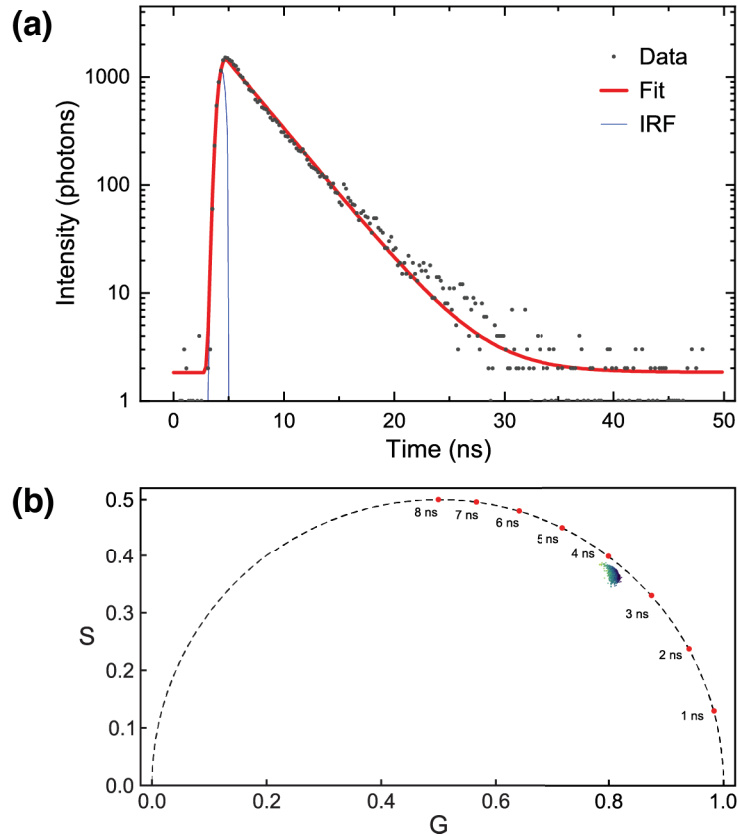 (a)
1000
100
10
1
Intensity (photons)
Data
Fit
IRF
0
10
20
30
40
50
Time (ns)
(b)
0.5
0.4
0.3
0.2
0.1
0.0
S
8 ns
7 ns
6 ns
5 ns
4 ns
3 ns
2 ns
1 ns
0.0
0.2
0.4
0.6
0.8
1.0
G